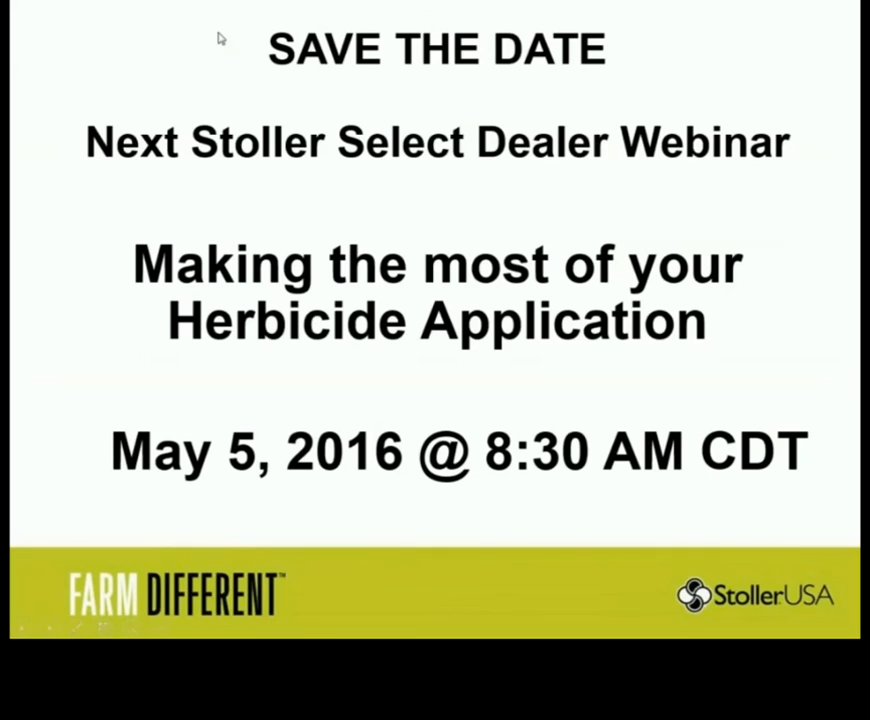 SAVE THE DATE
Next Stoller Select Dealer Webinar
Making the most of your
Herbicide Application
May 5, 2016 @ 8:30 AM CDT
FARM DIFFERENT™
StollerUSA